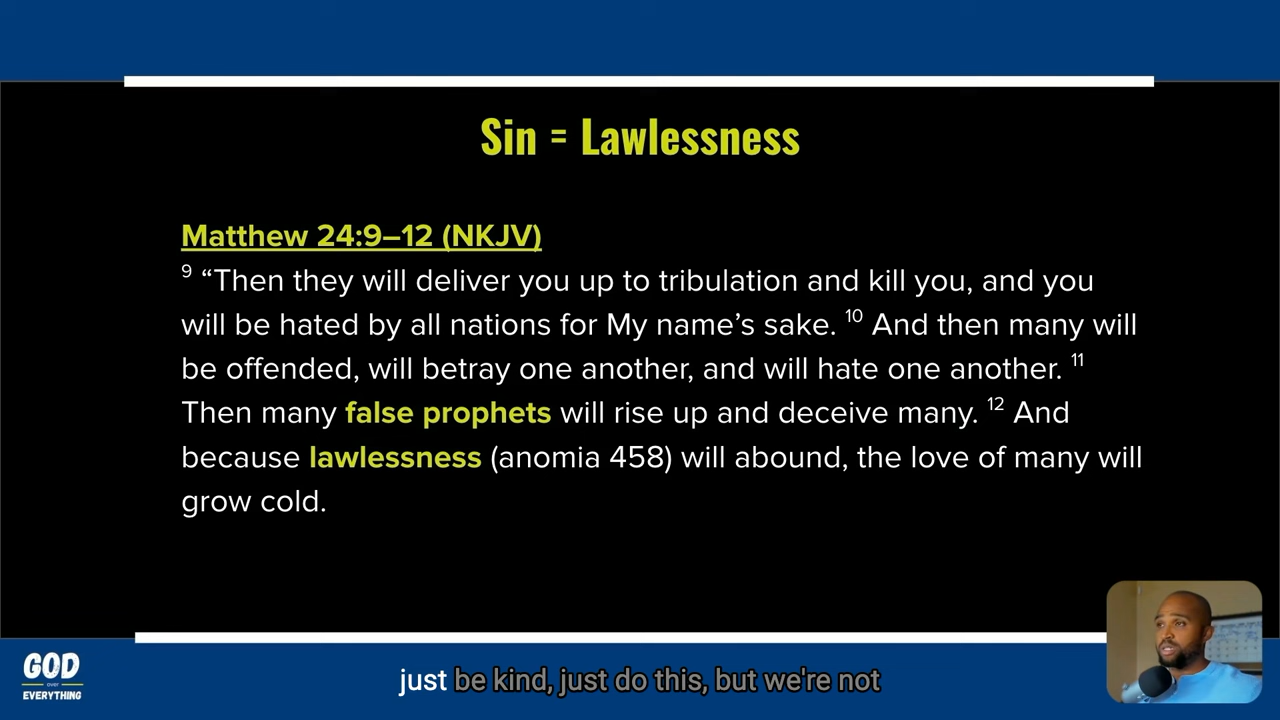 Sin = Lawlessness
Matthew 24:9–12 (NKJV)
9 “Then they will deliver you up to tribulation and kill you, and you
will be hated by all nations for My name’s sake. 10 And then many will
be offended, will betray one another, and will hate one another. 11
Then many false prophets will rise up and deceive many. 12 And
because lawlessness (anomia 458) will abound, the love of many will
grow cold.
GOD
over
EVERYTHING
just be kind, just do this, but we're not